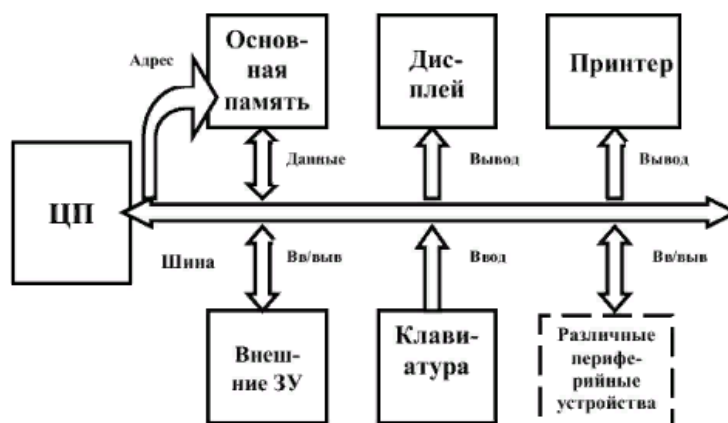 Адрес
Основ-
ная
память
Дис-
плей
Принтер
Данные
Вывод
Вывод
ЦП
Шина
Вв/выв
Ввод
Вв/выв
Внеш-
ние ЗУ
Клави-
атура
Различные
перифе-
рийные
устройства